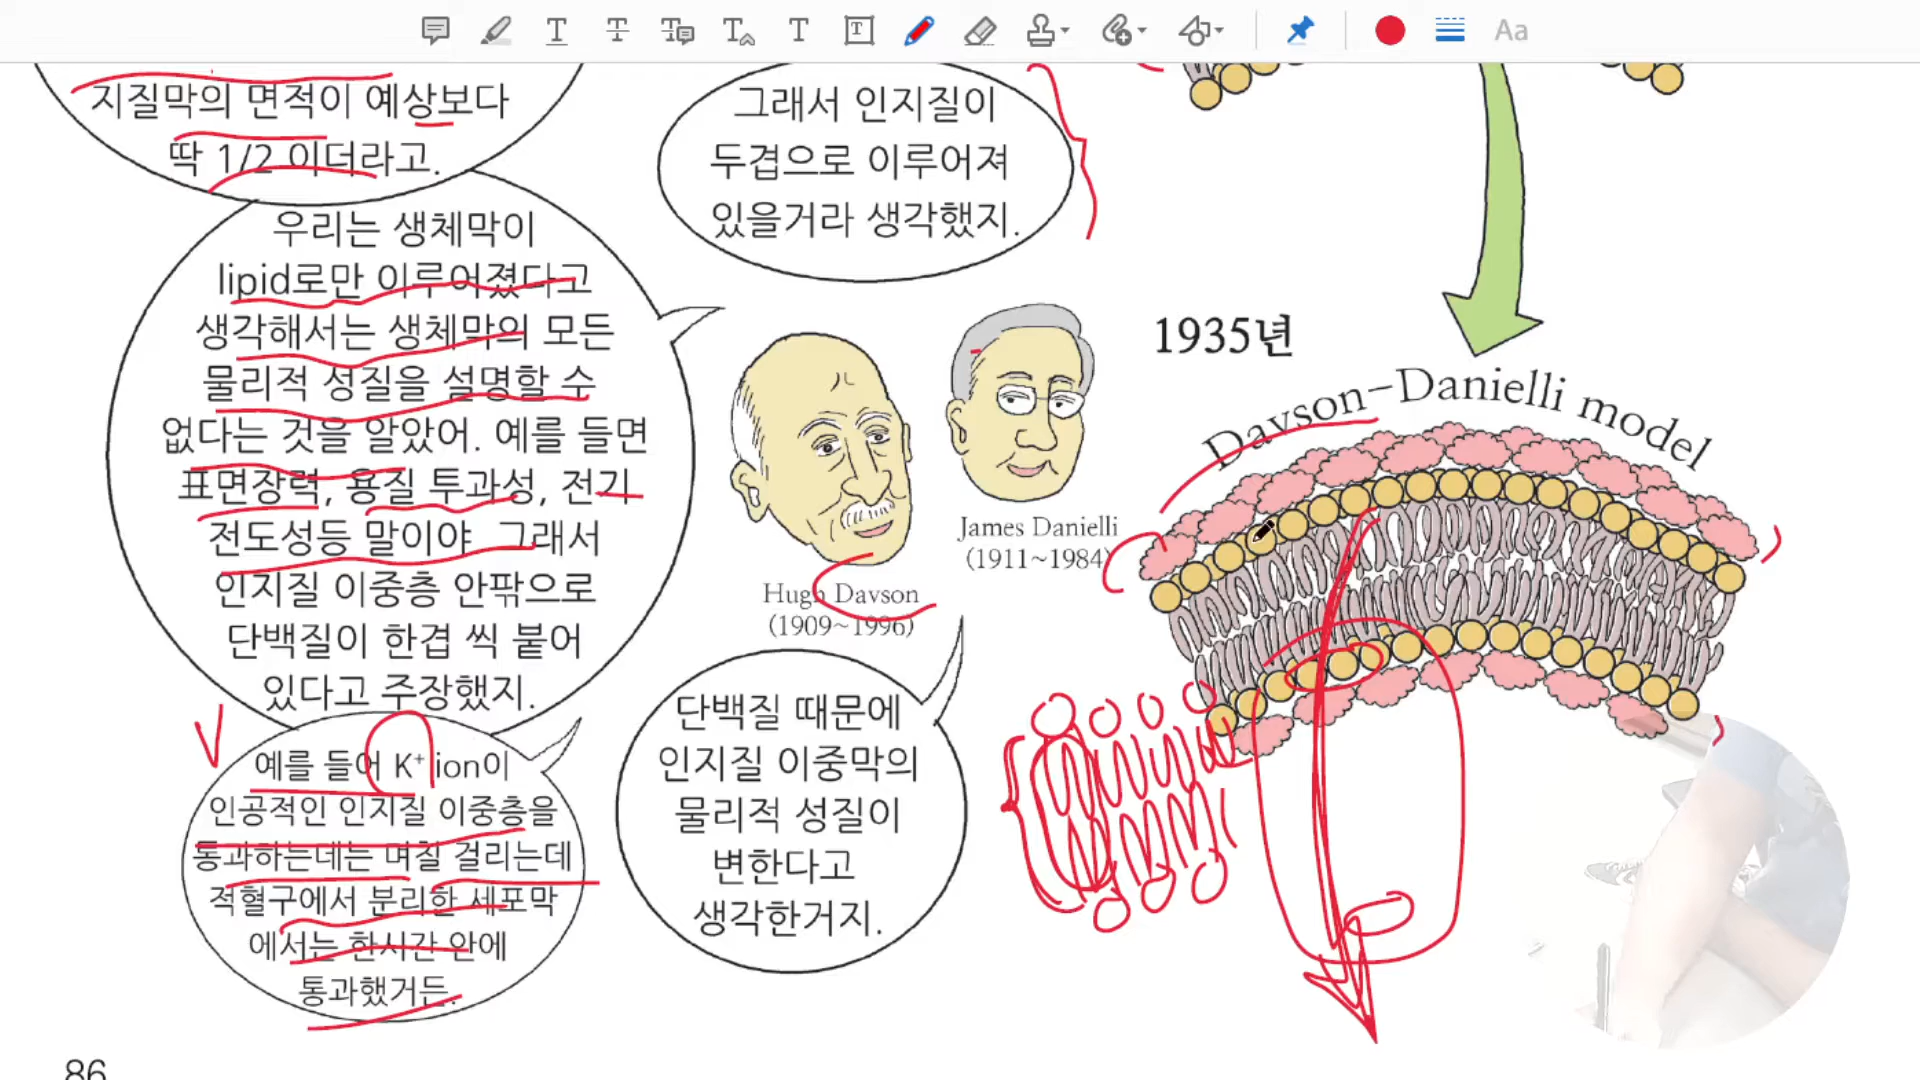 지질막의 면적이 예상보다
딱 1/2 이더라고.
그래서 인지질이
두겹으로 이루어져
있을거라 생각했지.
우리는 생체막이
lipid로만 이루어졌다고
생각해서는 생체막의 모든
물리적 성질을 설명할 수
없다는 것을 알았어. 예를 들면
표면장력, 용질 투과성, 전기
전도성등 말이야 그래서
인지질 이중층 안팎으로
단백질이 한겹 씩 붙어
있다고 주장했지.
1935년
Davson-Danielli model
James Danielli
(1911~1984)
Hugh Davson
(1909~1996)
단백질 때문에
인지질 이중막의
물리적 성질이
변한다고
생각한거지.
예를 들어 K+ ion이
인공적인 인지질 이중층을
통과하는데는 며칠 걸리는데
적혈구에서 분리한 세포막
에서는 한시간 안에
통과했거든.
86
T
T
T
T
T
T
Aa